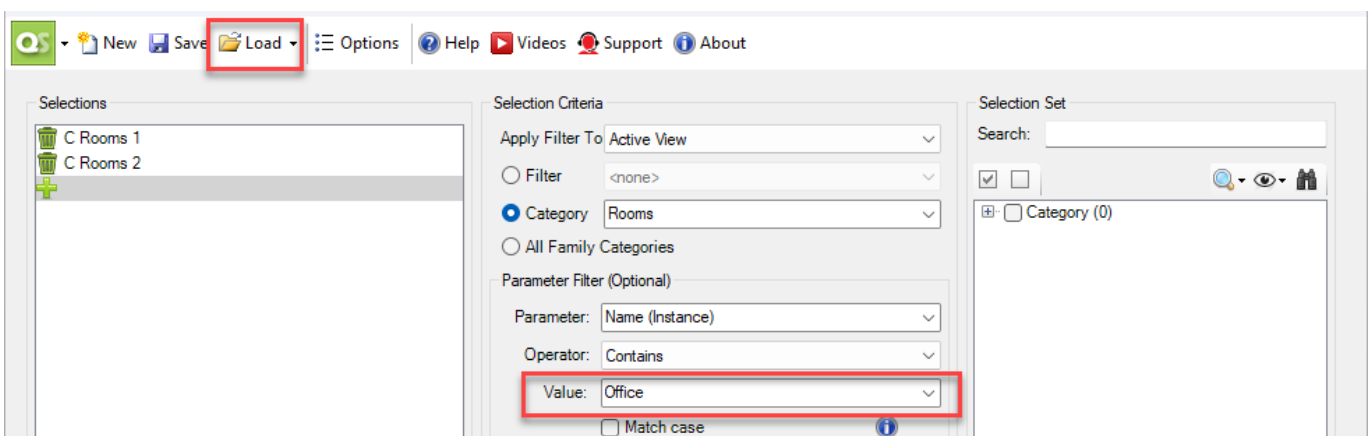 QS New Save Load Options Help Videos Support About
Selections
C Rooms 1
C Rooms 2
Selection Criteria
Apply Filter To Active View
Filter <none>
Category Rooms
All Family Categories
Parameter Filter (Optional)
Parameter: Name (Instance)
Operator: Contains
Value: Office
Match case
Selection Set
Search:
Category (0)